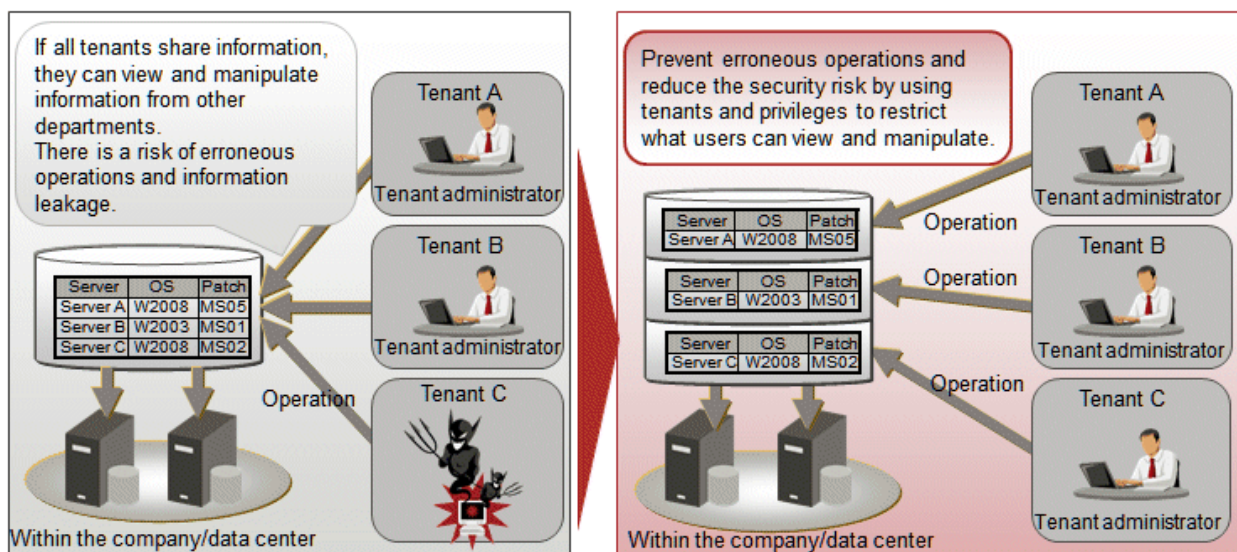 If all tenants share information,
they can view and manipulate
information from other
departments.
There is a risk of erroneous
operations and information
leakage.
Tenant A
Tenant administrator
Server OS Patch
Server A W2008 MS05
Server B W2003 MS01
Server C W2008 MS02
Tenant B
Tenant administrator
Operation
Tenant C
Within the company/data center
Prevent erroneous operations and
reduce the security risk by using
tenants and privileges to restrict
what users can view and manipulate.
Tenant A
Tenant administrator
Server OS Patch
Server A W2008 MS05
Operation
Server OS Patch
Server B W2003 MS01
Operation
Tenant B
Tenant administrator
Server OS Patch
Server C W2008 MS02
Operation
Tenant C
Tenant administrator
Within the company/data center